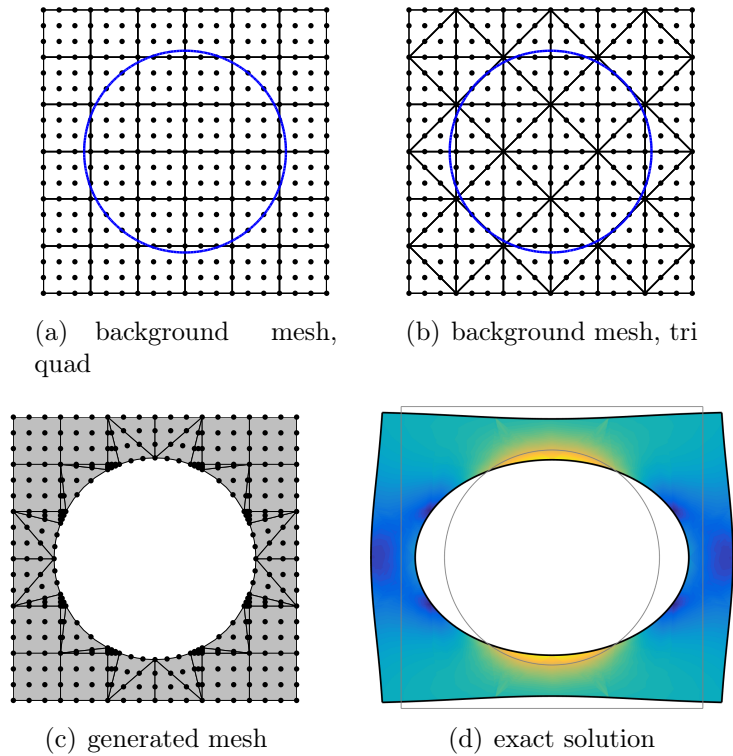 (a) background mesh,
quad
(b) background mesh, tri
(c) generated mesh
(d) exact solution